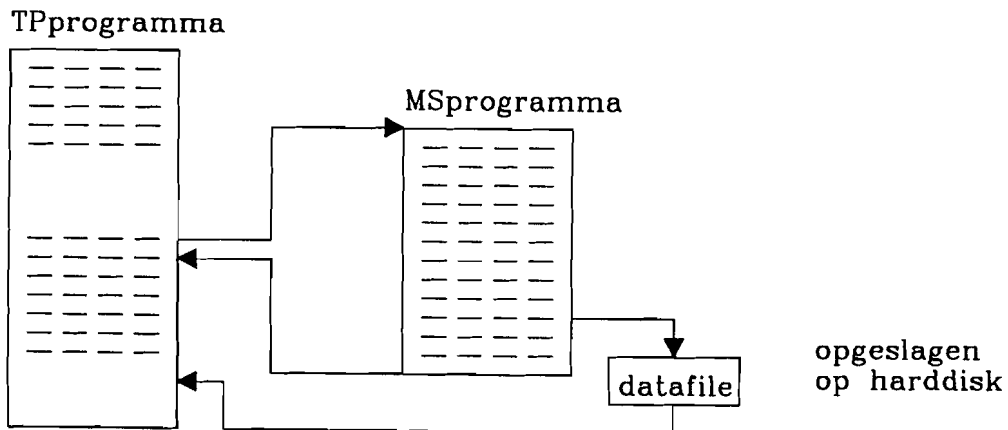 TPprogramma
MSprogramma
datafile
opgeslagen
op harddisk